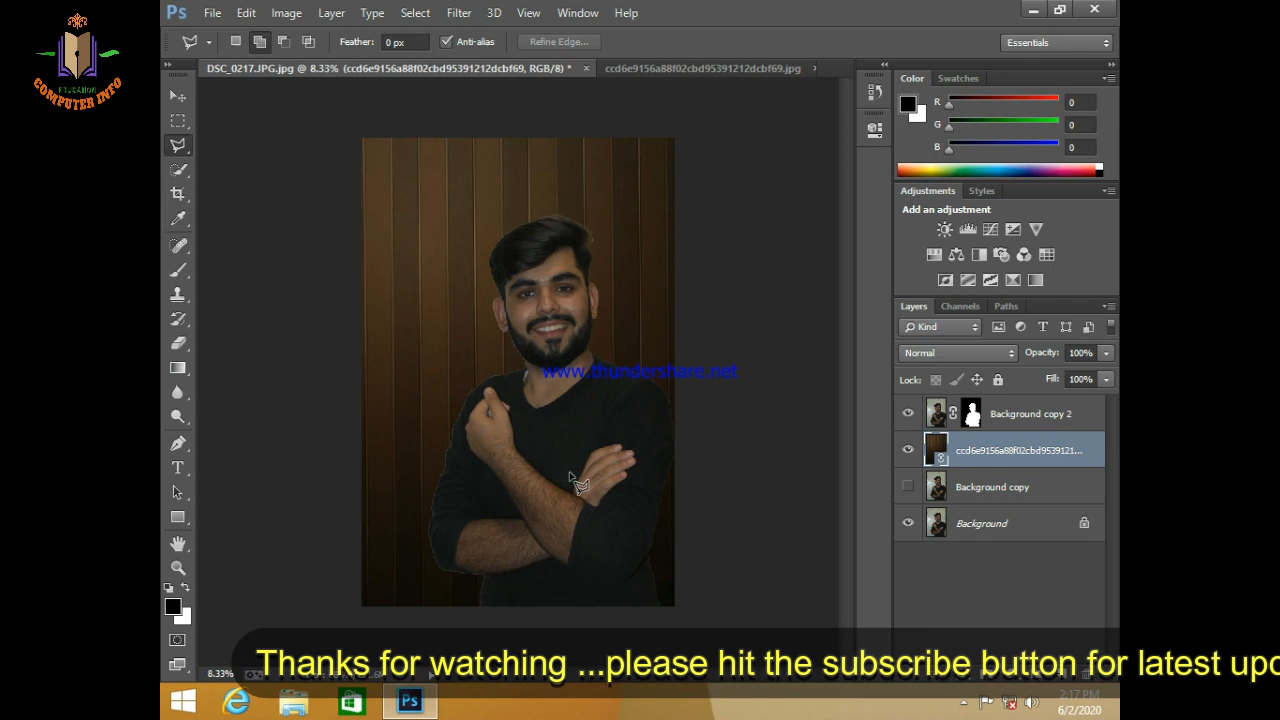 Ps File Edit Image Layer Type Select Filter 3D View Window Help
Feather: 0 px Anti-alias Refine Edge... Essentials
EDUCATION
COMPUTER INFO
DSC_0217.JPG.jpg @ 8.33% (ccd6e9156a88f02cbd95391212dcbf69, RGB/8) * × ccd6e9156a88f02cbd95391212dcbf69.jpg
Color Swatches
R 0
G 0
B 0
Adjustments Styles
Add an adjustment
Layers Channels Paths
Kind
Normal Opacity: 100%
Lock: Fill: 100%
Background copy 2
ccd6e9156a88f02cbd9539121...
Background copy
Background
www.thundershare.net
Thanks for watching ...please hit the subscribe button for latest upd
8.33%
Ps
2:17 PM
6/2/2020